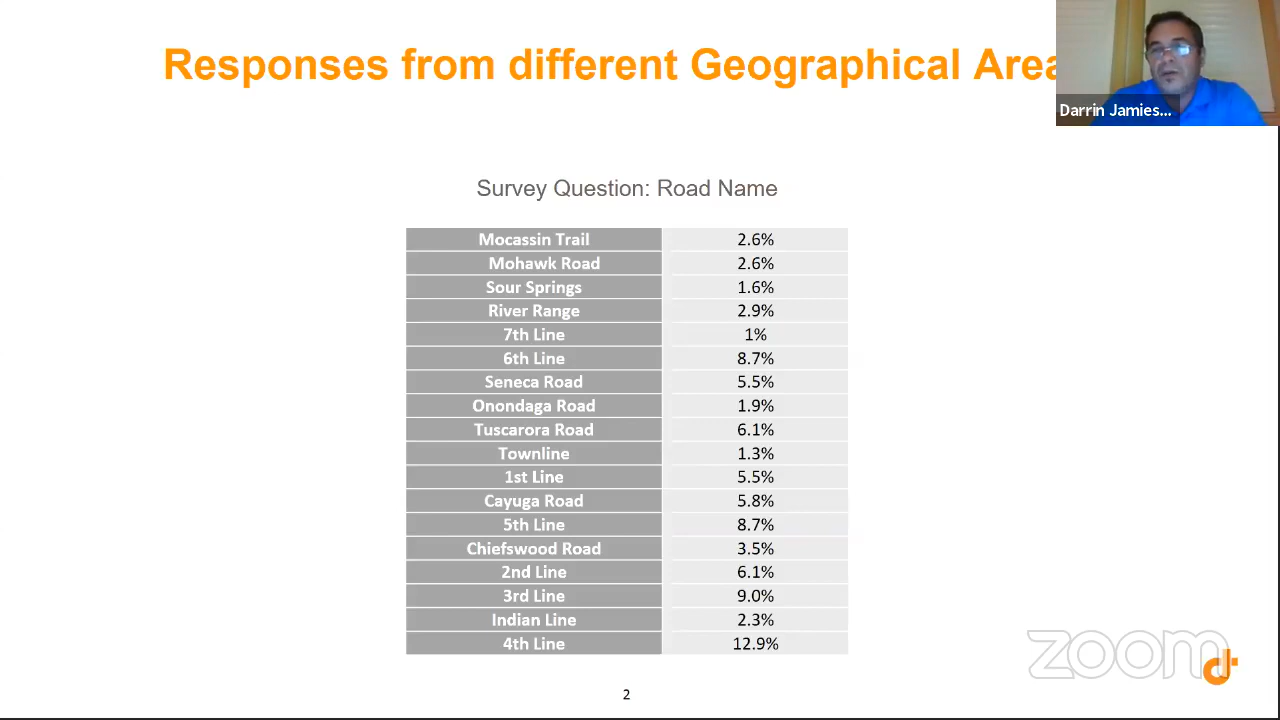 Responses from different Geographical Area
Darrin Jamies...
Survey Question: Road Name
Mocassin Trail 2.6%
Mohawk Road 2.6%
Sour Springs 1.6%
River Range 2.9%
7th Line 1%
6th Line 8.7%
Seneca Road 5.5%
Onondaga Road 1.9%
Tuscarora Road 6.1%
Townline 1.3%
1st Line 5.5%
Cayuga Road 5.8%
5th Line 8.7%
Chiefswood Road 3.5%
2nd Line 6.1%
3rd Line 9.0%
Indian Line 2.3%
4th Line 12.9%
zoom
2